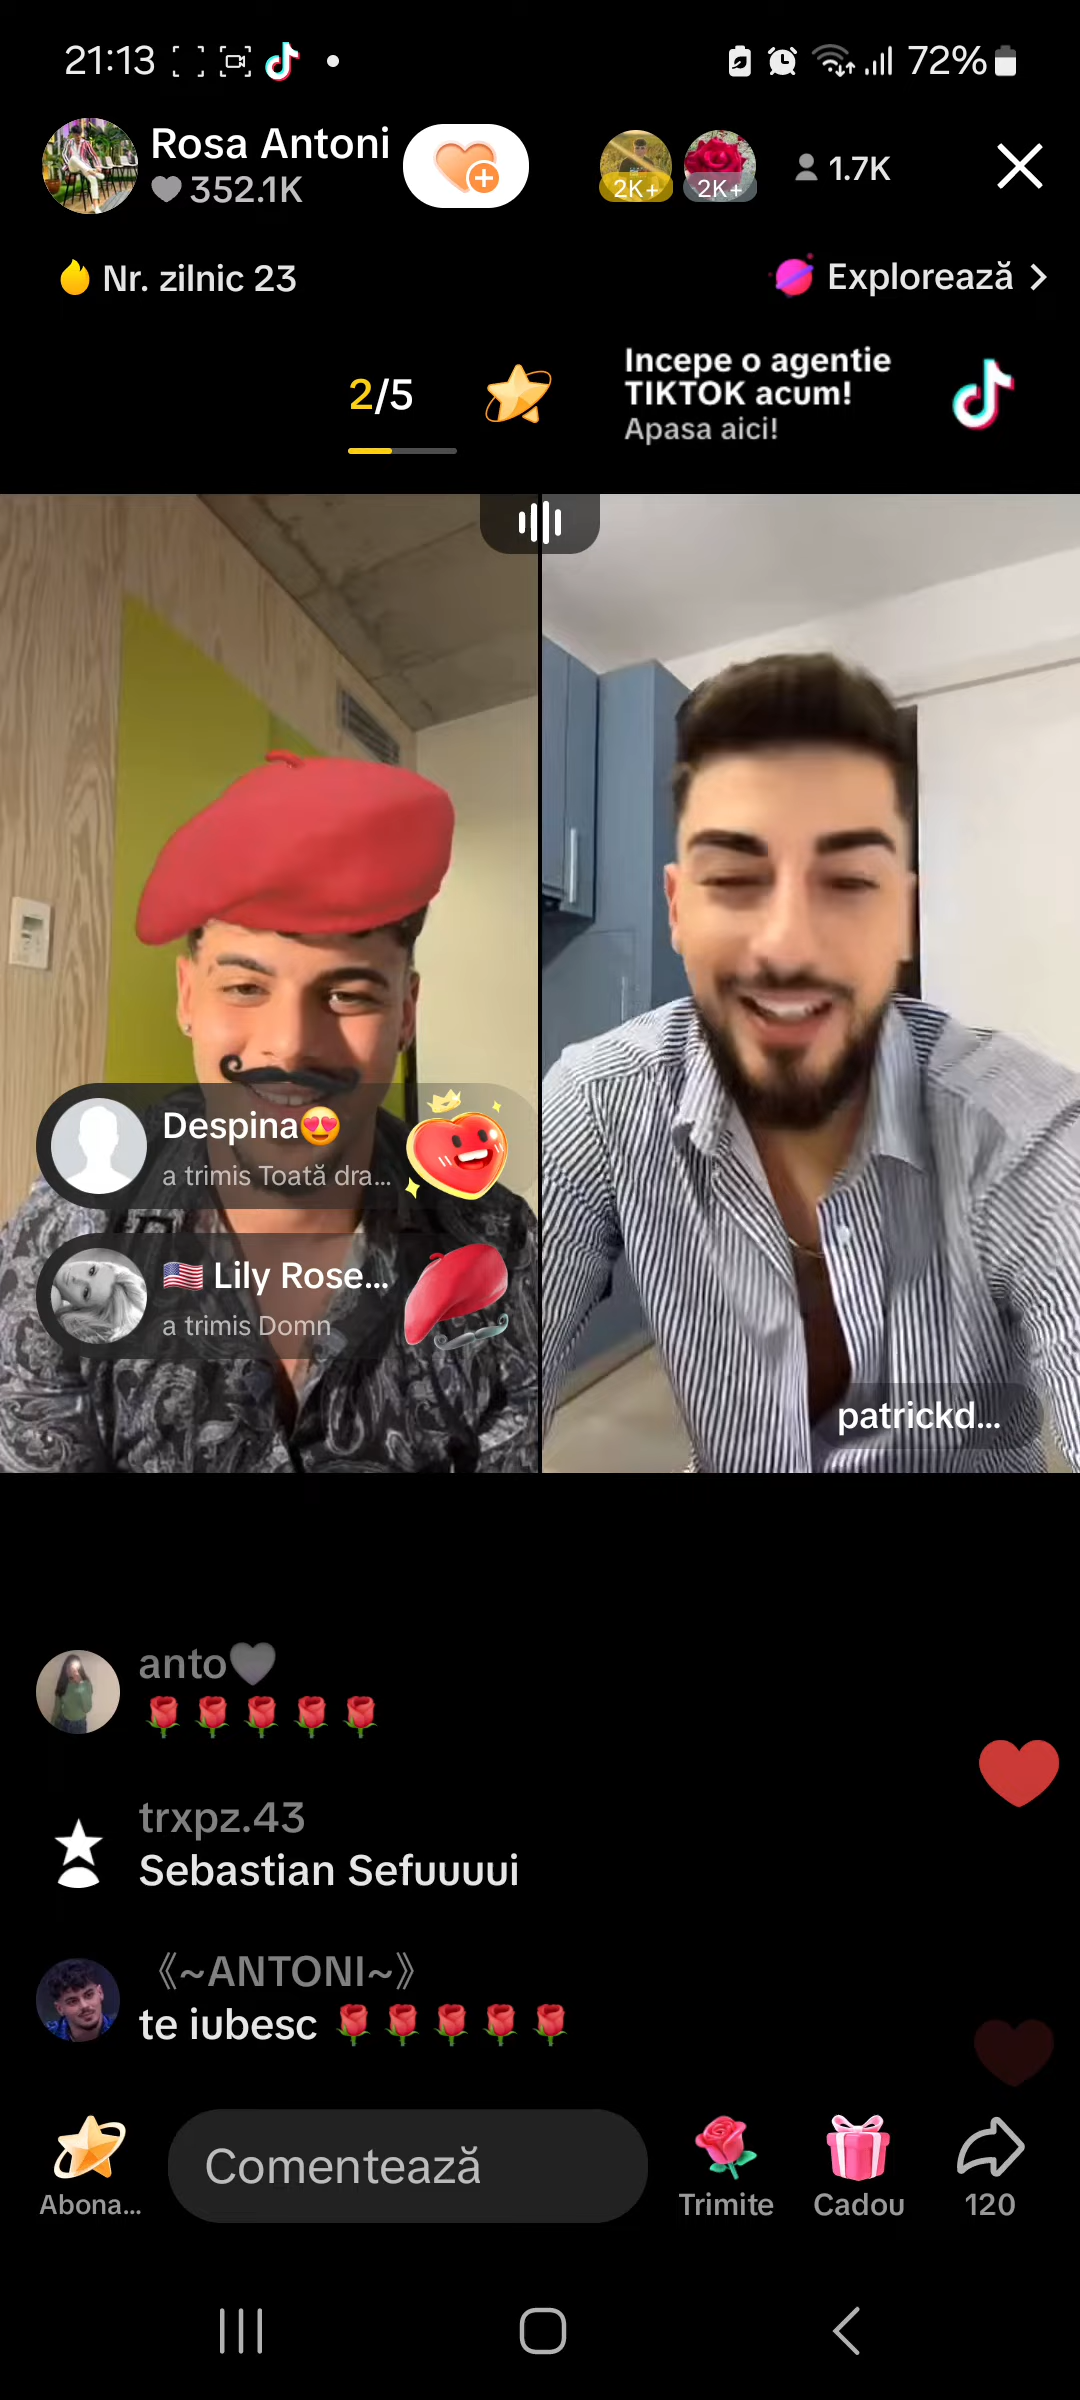 21:13
72%
Rosa Antoni
352.1K
2K+
2K+
1.7K
Nr. zilnic 23
Explorează
2/5
Incepe o agentie
TIKTOK acum!
Apasa aici!
Despina😍
a trimis Toată dra...
🇺🇸 Lily Rose...
a trimis Domn
patrickd...
anto🖤
🌹🌹🌹🌹🌹
trxpz.43
Sebastian Sefuuuui
《~ANTONI~》
te iubesc 🌹🌹🌹🌹🌹
Comentează
Abona...
Trimite
Cadou
120